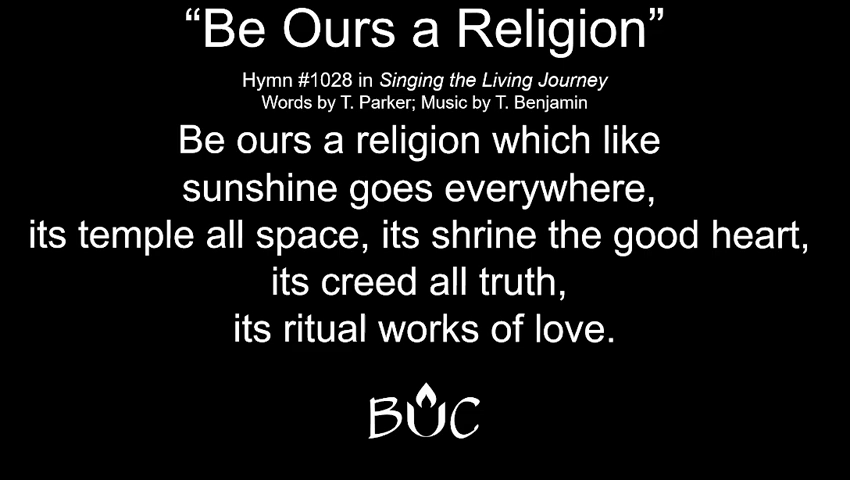 “Be Ours a Religion”
Hymn #1028 in Singing the Living Journey
Words by T. Parker; Music by T. Benjamin
Be ours a religion which like
sunshine goes everywhere,
its temple all space, its shrine the good heart,
its creed all truth,
its ritual works of love.
BUC